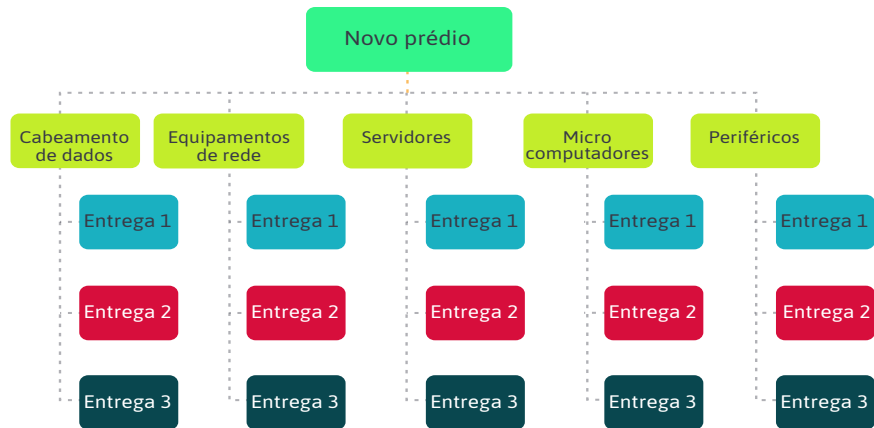 Novo prédio
Cabeamento
de dados
Equipamentos
de rede
Servidores
Micro
computadores
Periféricos
Entrega 1
Entrega 1
Entrega 1
Entrega 1
Entrega 1
Entrega 2
Entrega 2
Entrega 2
Entrega 2
Entrega 2
Entrega 3
Entrega 3
Entrega 3
Entrega 3
Entrega 3